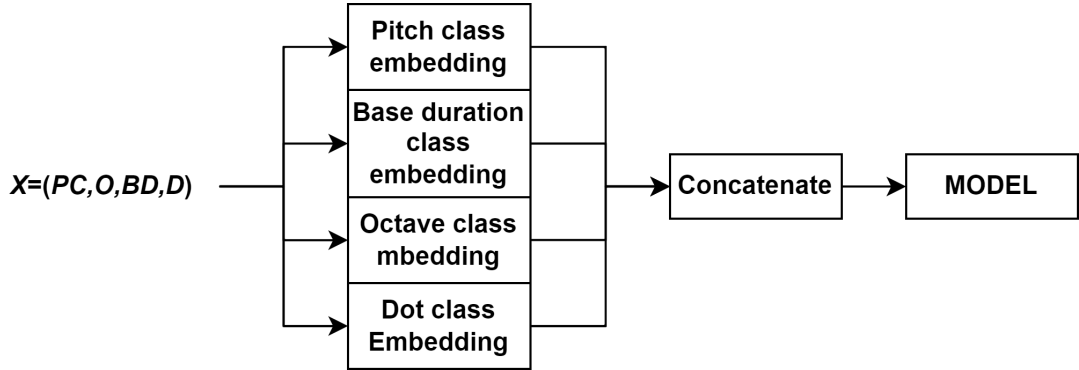 X=(PC,O,BD,D)
Pitch class
embedding
Base duration
class
embedding
Octave class
mbedding
Dot class
Embedding
Concatenate
MODEL